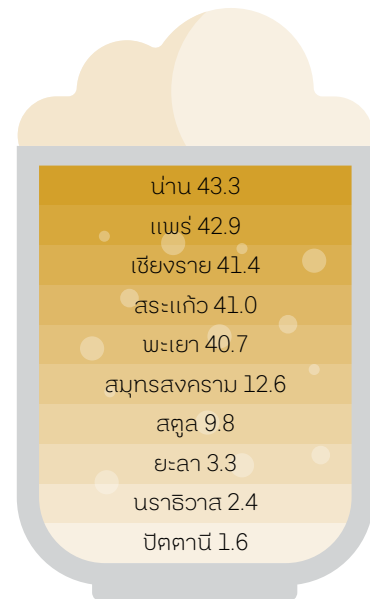 น่าน 43.3
แพร่ 42.9
เชียงราย 41.4
สระแก้ว 41.0
พะเยา 40.7
สมุทรสงคราม 12.6
สตูล 9.8
ยะลา 3.3
นราธิวาส 2.4
ปัตตานี 1.6